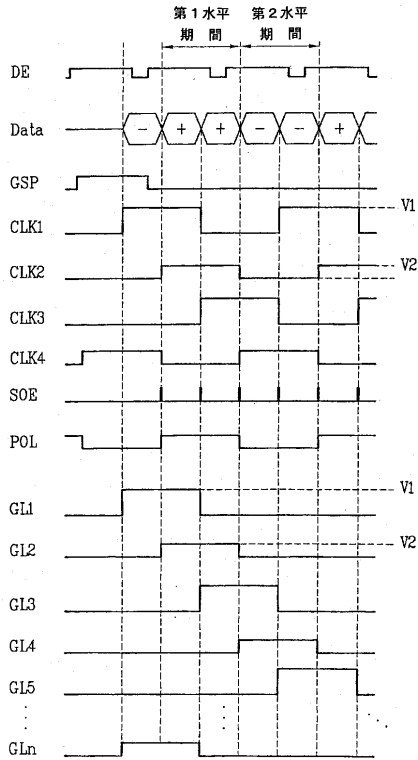 第1水平 第2水平
期 間 期 間
DE
Data － ＋ ＋ － － ＋
GSP
CLK1 V1
CLK2 V2
CLK3
CLK4
SOE
POL
GL1 V1
GL2 V2
GL3
GL4
GL5
GLn